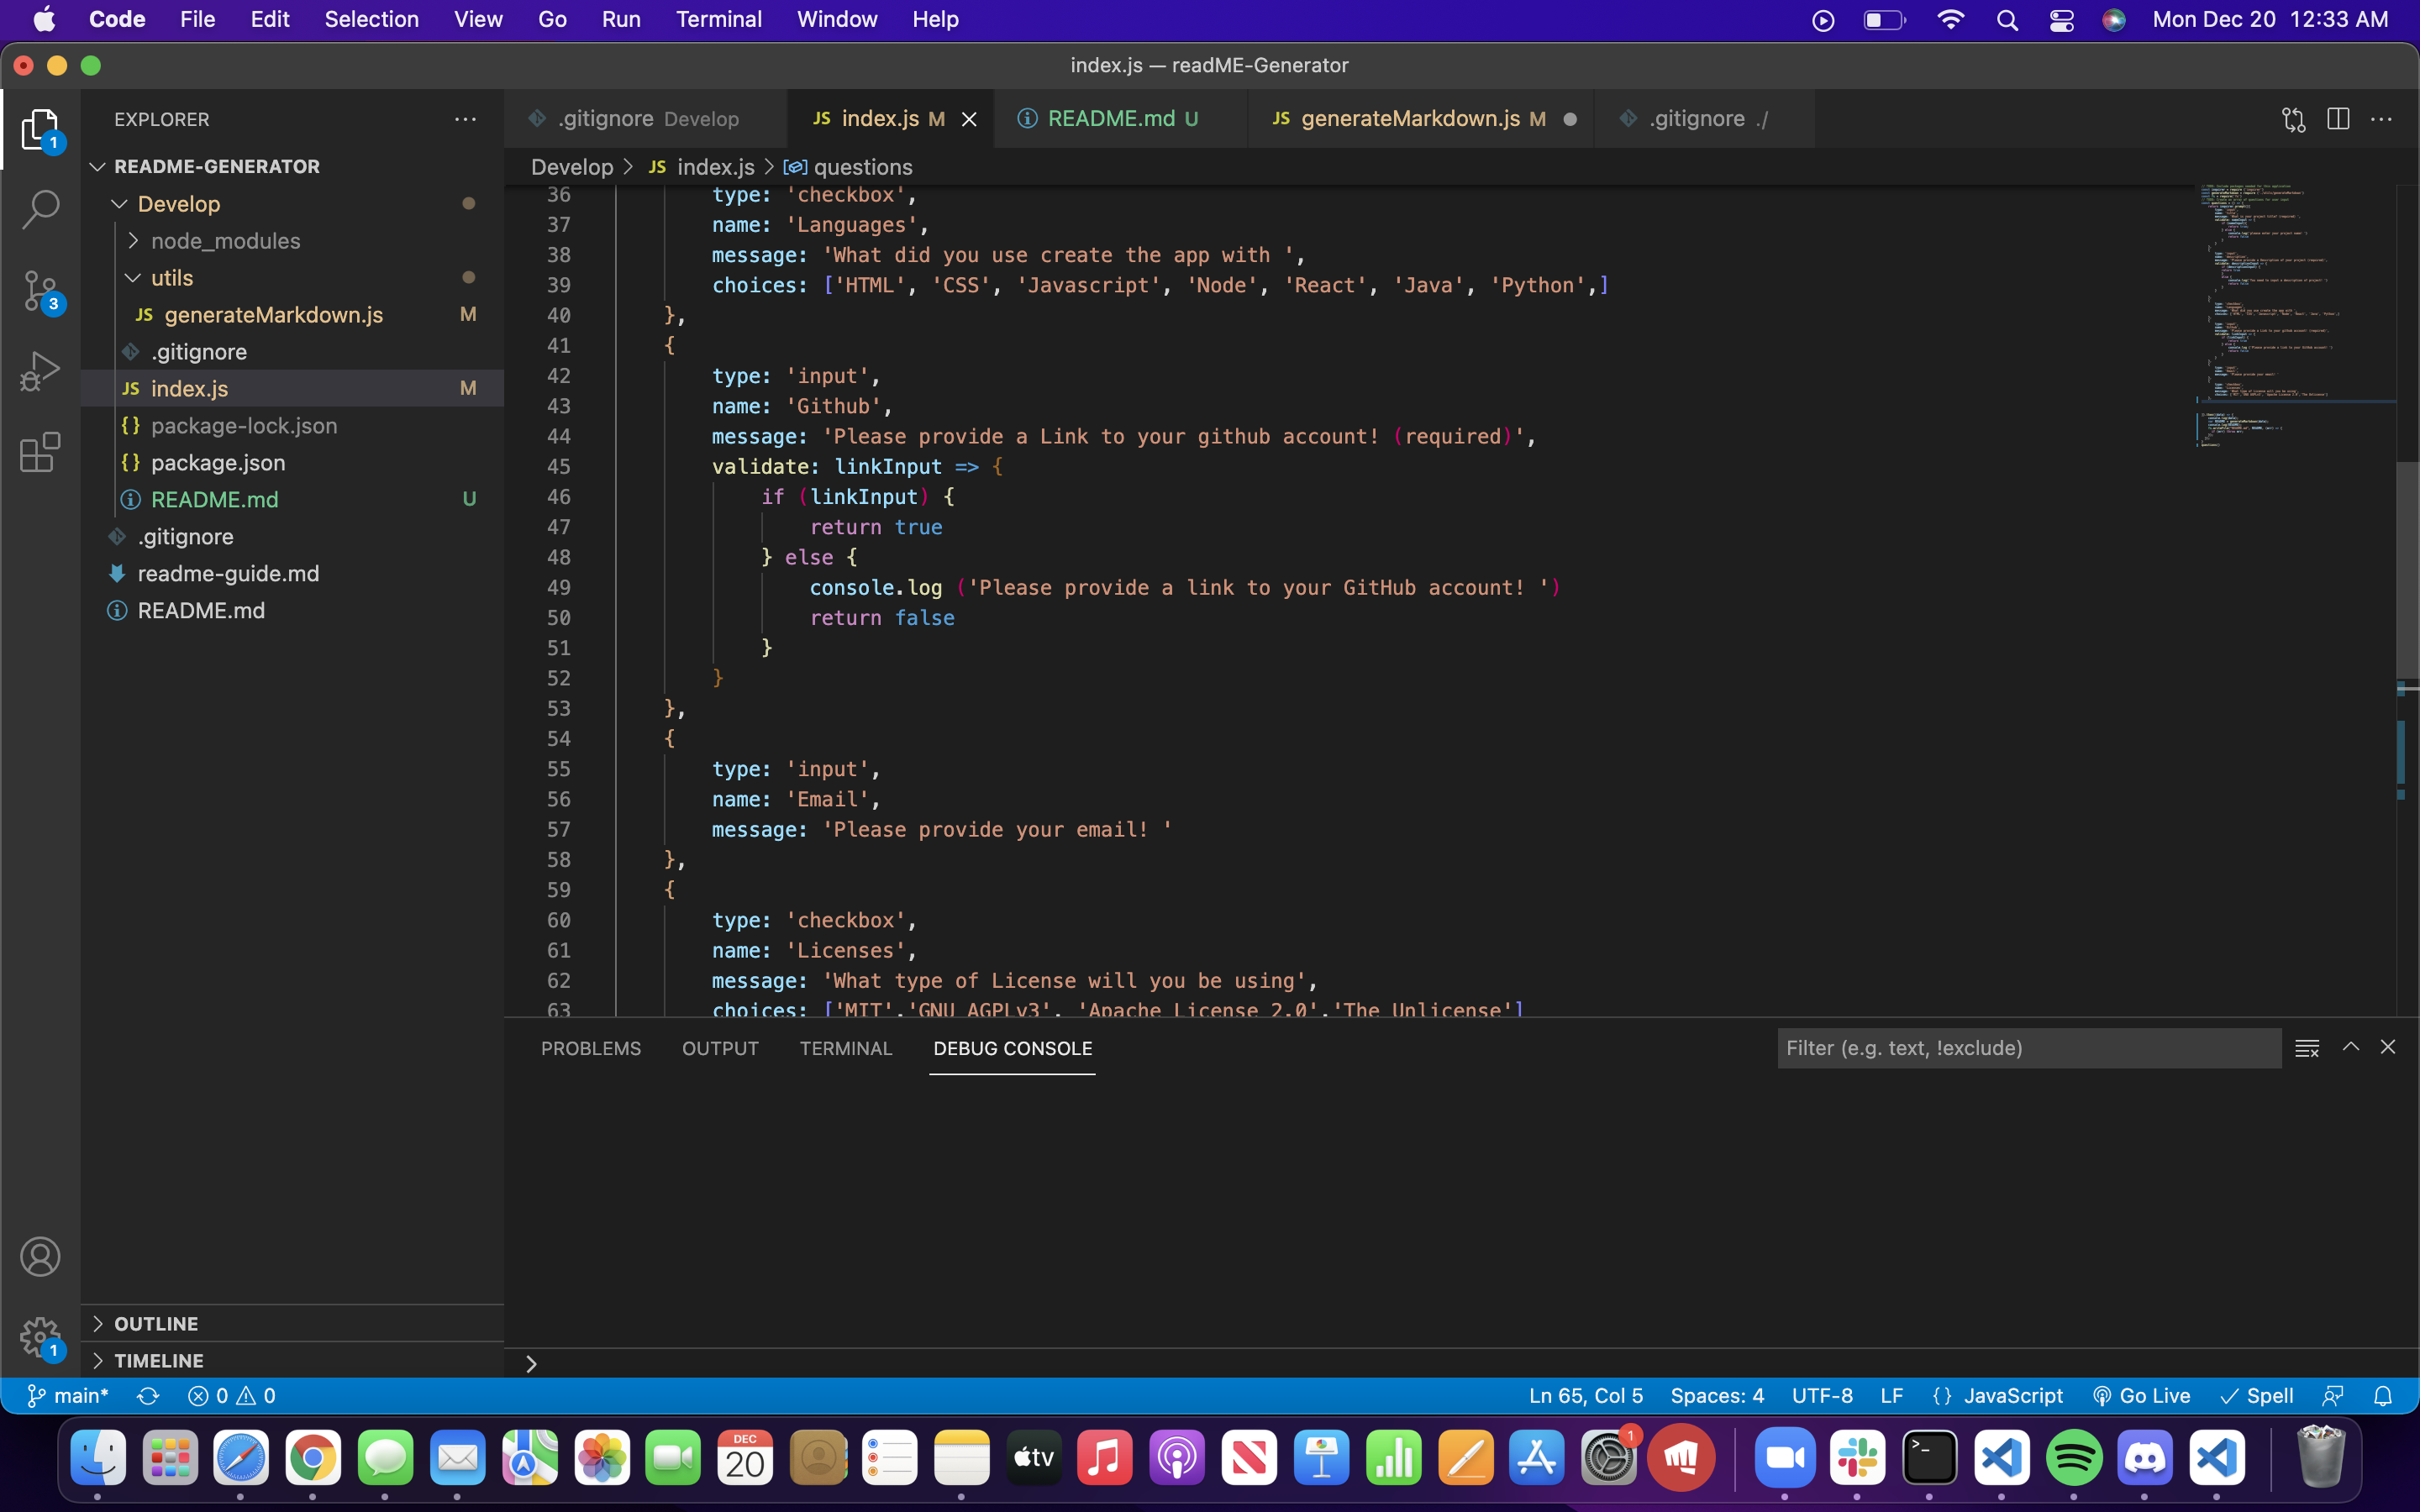 Code File Edit Selection View Go Run Terminal Window Help Mon Dec 20 12:33 AM
index.js — readME-Generator
EXPLORER
README-GENERATOR
Develop
node_modules
utils
JS generateMarkdown.js M
.gitignore
JS index.js M
{} package-lock.json
{} package.json
README.md U
.gitignore
readme-guide.md
README.md
OUTLINE
TIMELINE
1
3
1
.gitignore Develop JS index.js M README.md U JS generateMarkdown.js M .gitignore ./
Develop > JS index.js > questions
36 type: 'checkbox',
37 name: 'Languages',
38 message: 'What did you use create the app with ',
39 choices: ['HTML', 'CSS', 'Javascript', 'Node', 'React', 'Java', 'Python',]
40 },
41 {
42 type: 'input',
43 name: 'Github',
44 message: 'Please provide a Link to your github account! (required)',
45 validate: linkInput => {
46 if (linkInput) {
47 return true
48 } else {
49 console.log ('Please provide a link to your GitHub account! ')
50 return false
51 }
52 }
53 },
54 {
55 type: 'input',
56 name: 'Email',
57 message: 'Please provide your email! '
58 },
59 {
60 type: 'checkbox',
61 name: 'Licenses',
62 message: 'What type of License will you be using',
63 choices: ['MIT','GNU AGPLv3', 'Apache License 2.0','The Unlicense']
PROBLEMS OUTPUT TERMINAL DEBUG CONSOLE Filter (e.g. text, !exclude)
main* 0 0 Ln 65, Col 5 Spaces: 4 UTF-8 LF {} JavaScript Go Live Spell
DEC
20
tv
1